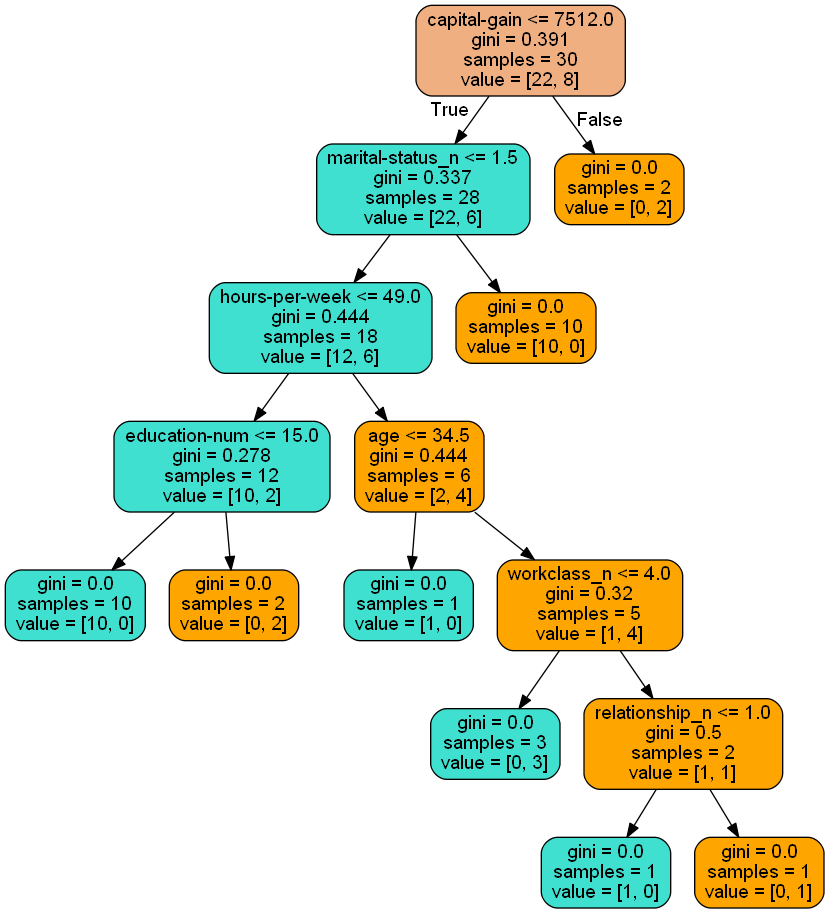 capital-gain <= 7512.0
gini = 0.391
samples = 30
value = [22, 8]
True
False
marital-status_n <= 1.5
gini = 0.337
samples = 28
value = [22, 6]
gini = 0.0
samples = 2
value = [0, 2]
hours-per-week <= 49.0
gini = 0.444
samples = 18
value = [12, 6]
gini = 0.0
samples = 10
value = [10, 0]
education-num <= 15.0
gini = 0.278
samples = 12
value = [10, 2]
age <= 34.5
gini = 0.444
samples = 6
value = [2, 4]
gini = 0.0
samples = 10
value = [10, 0]
gini = 0.0
samples = 2
value = [0, 2]
gini = 0.0
samples = 1
value = [1, 0]
workclass_n <= 4.0
gini = 0.32
samples = 5
value = [1, 4]
gini = 0.0
samples = 3
value = [0, 3]
relationship_n <= 1.0
gini = 0.5
samples = 2
value = [1, 1]
gini = 0.0
samples = 1
value = [1, 0]
gini = 0.0
samples = 1
value = [0, 1]